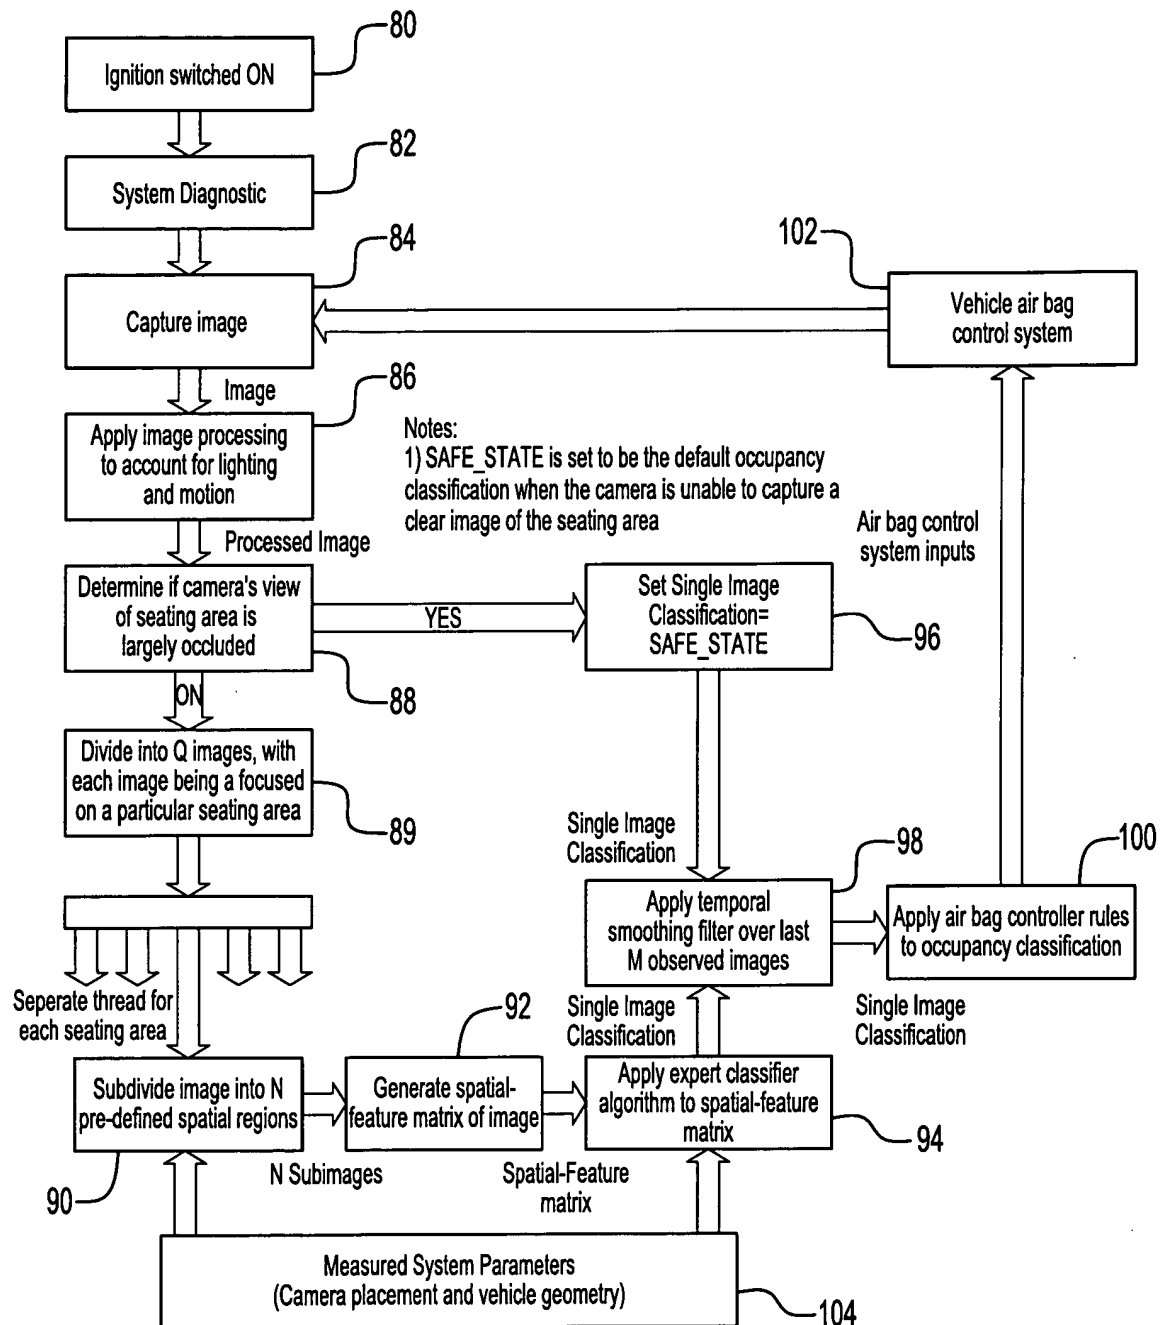 80
Ignition switched ON
82
System Diagnostic
84
102
Capture image
Vehicle air bag
control system
Image
86
Apply image processing
to account for lighting
and motion
Notes:
1) SAFE_STATE is set to be the default occupancy
classification when the camera is unable to capture a
clear image of the seating area
Processed Image
Air bag control
system inputs
Determine if camera's view
of seating area is
largely occluded
YES
Set Single Image
Classification=
SAFE_STATE
96
88
ON
Divide into Q images, with
each image being a focused
on a particular seating area
89
Single Image
Classification
98
100
Apply temporal
smoothing filter over last
M observed images
Apply air bag controller rules
to occupancy classification
Seperate thread for
each seating area
Single Image
Classification
Single Image
Classification
92
Subdivide image into N
pre-defined spatial regions
Generate spatial-
feature matrix of image
Apply expert classifier
algorithm to spatial-feature
matrix
94
90
N Subimages
Spatial-Feature
matrix
Measured System Parameters
(Camera placement and vehicle geometry)
104